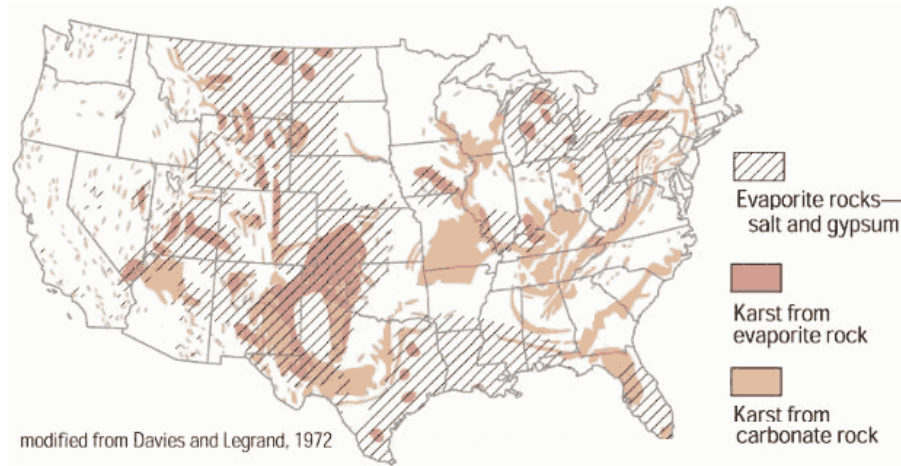 Evaporite rocks—
salt and gypsum
Karst from
evaporite rock
Karst from
carbonate rock
modified from Davies and Legrand, 1972